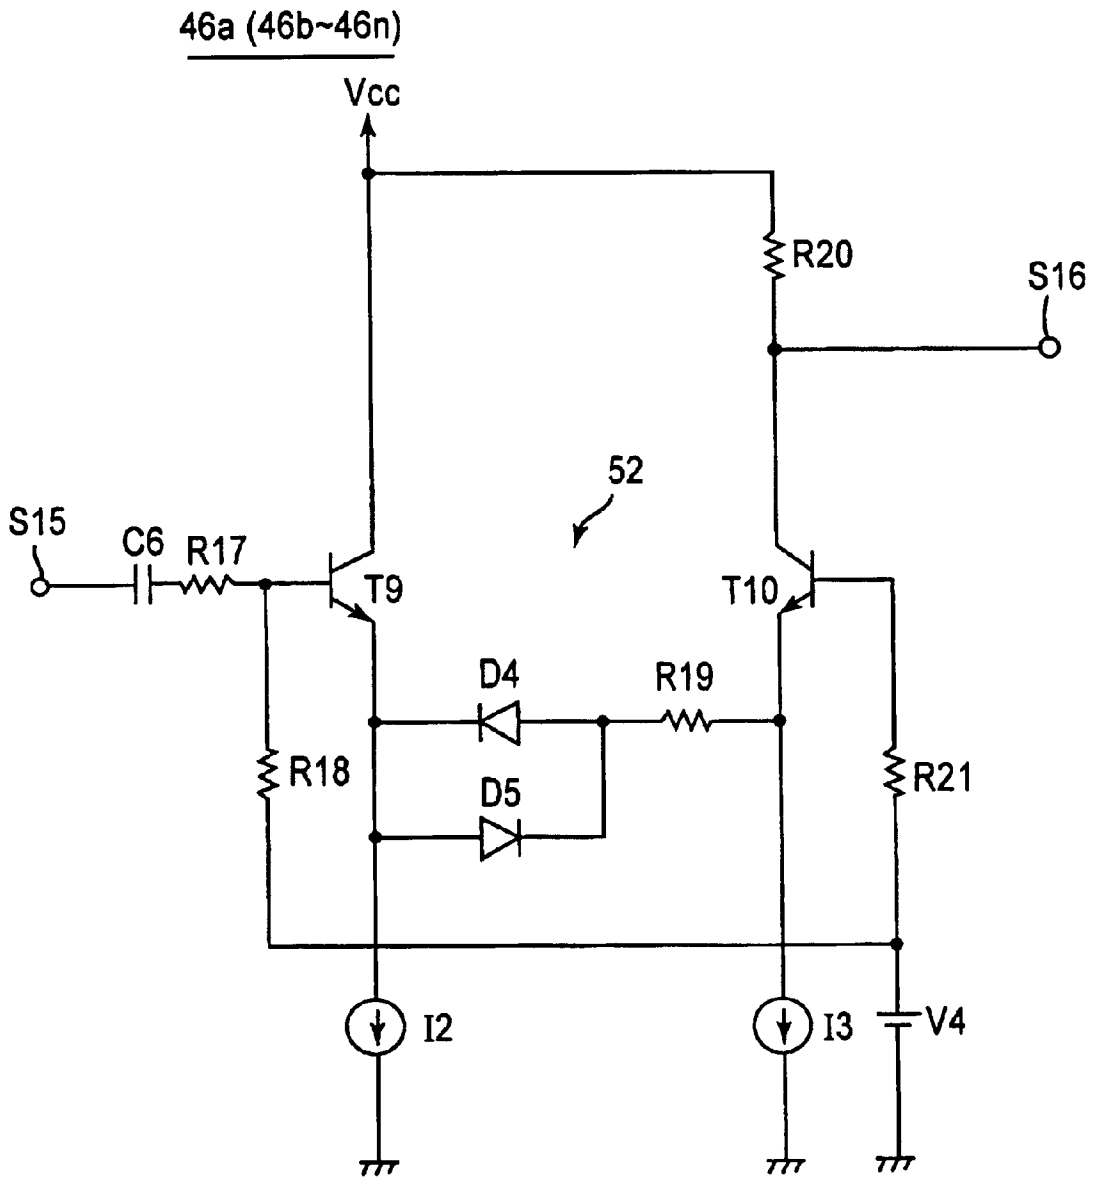 46a (46b~46n)
Vcc
R20
S16
52
S15
C6
R17
T9
T10
D4
R19
R18
D5
R21
I2
I3
V4